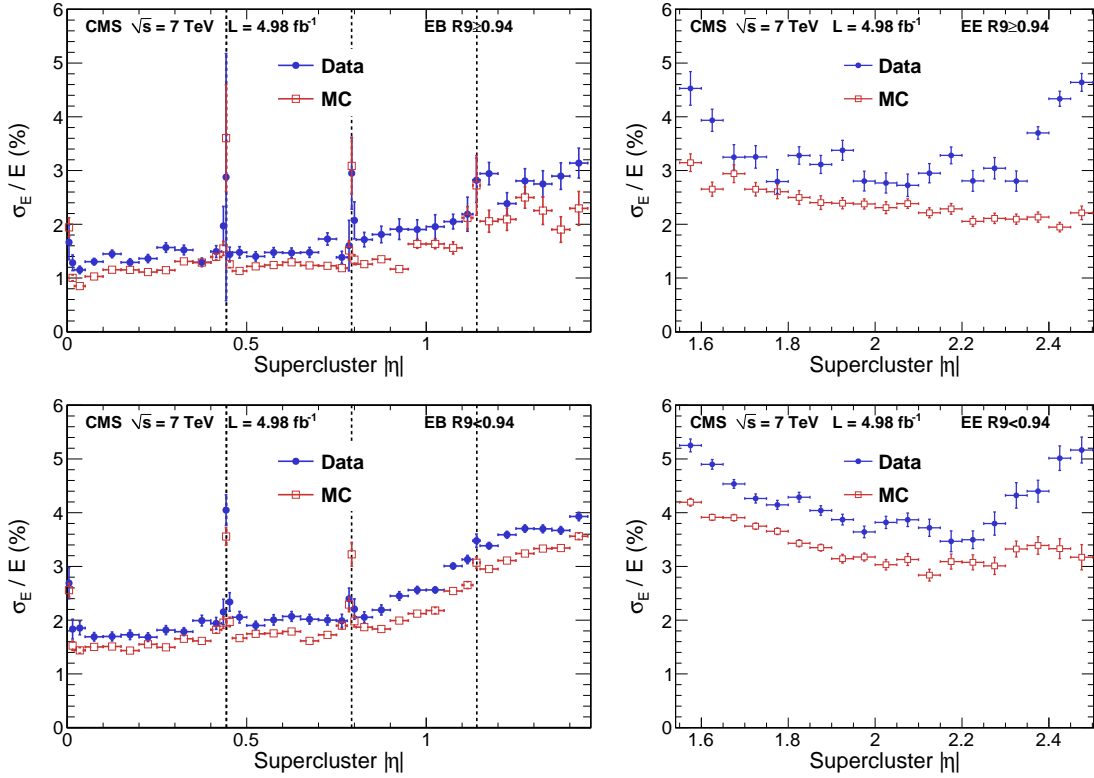 CMS √s = 7 TeV L = 4.98 fb⁻¹ EB R9≥0.94
Data
MC
σ_E / E (%)
6
5
4
3
2
1
0
0 0.5 1
Supercluster |η|
CMS √s = 7 TeV L = 4.98 fb⁻¹ EE R9≥0.94
Data
MC
σ_E / E (%)
6
5
4
3
2
1
0
1.6 1.8 2 2.2 2.4
Supercluster |η|
CMS √s = 7 TeV L = 4.98 fb⁻¹ EB R9<0.94
Data
MC
σ_E / E (%)
6
5
4
3
2
1
0
0 0.5 1
Supercluster |η|
CMS √s = 7 TeV L = 4.98 fb⁻¹ EE R9<0.94
Data
MC
σ_E / E (%)
6
5
4
3
2
1
0
1.6 1.8 2 2.2 2.4
Supercluster |η|